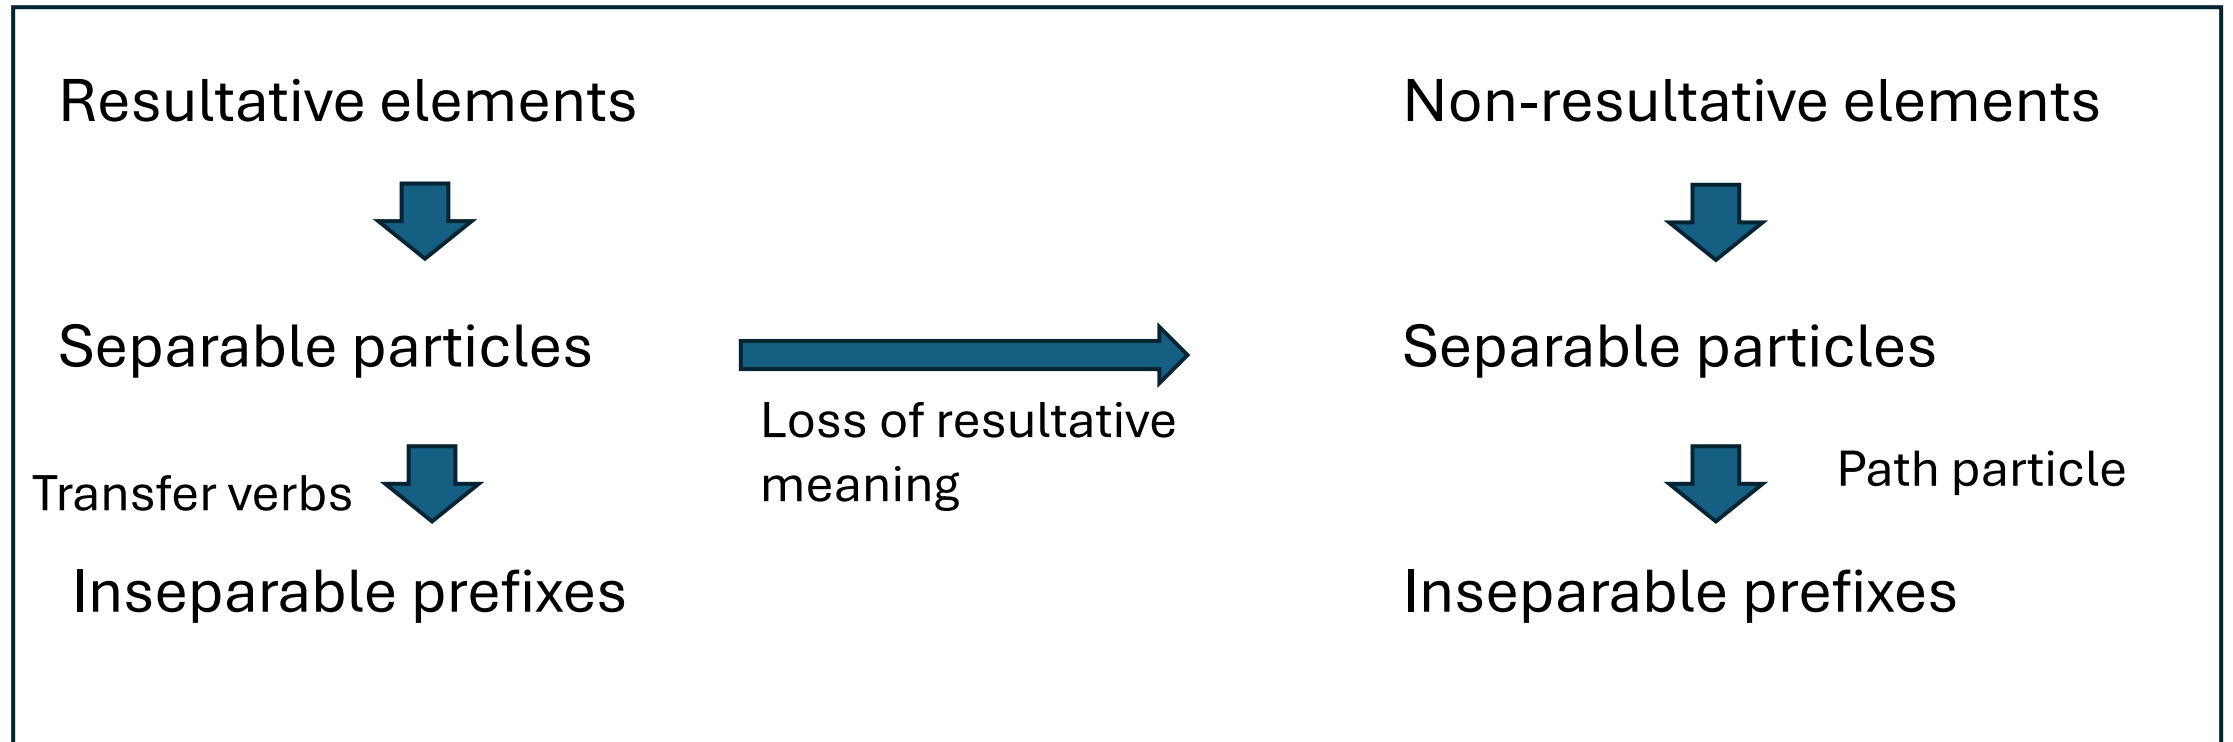 Resultative elements
Non-resultative elements
Separable particles
Separable particles
Loss of resultative
meaning
Transfer verbs
Path particle
Inseparable prefixes
Inseparable prefixes